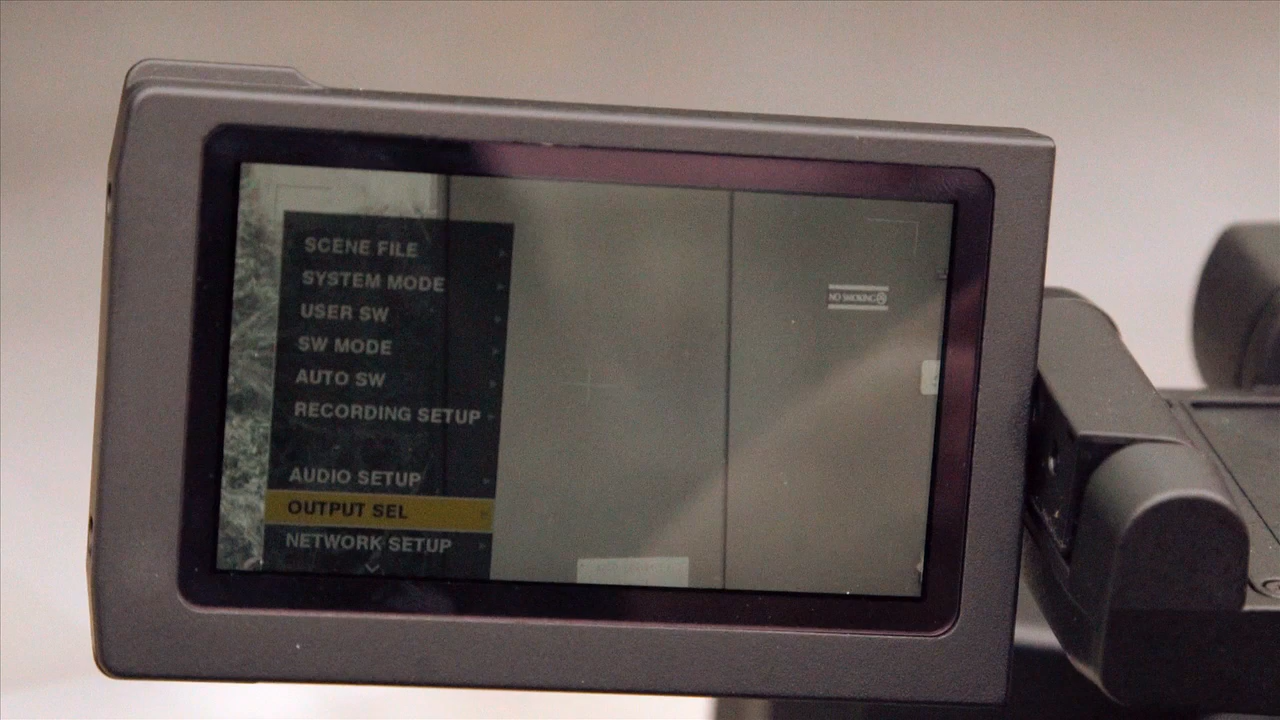 SCENE FILE
SYSTEM MODE
USER SW
SW MODE
AUTO SW
RECORDING SETUP
AUDIO SETUP
OUTPUT SEL
NETWORK SETUP
NO SMOKING